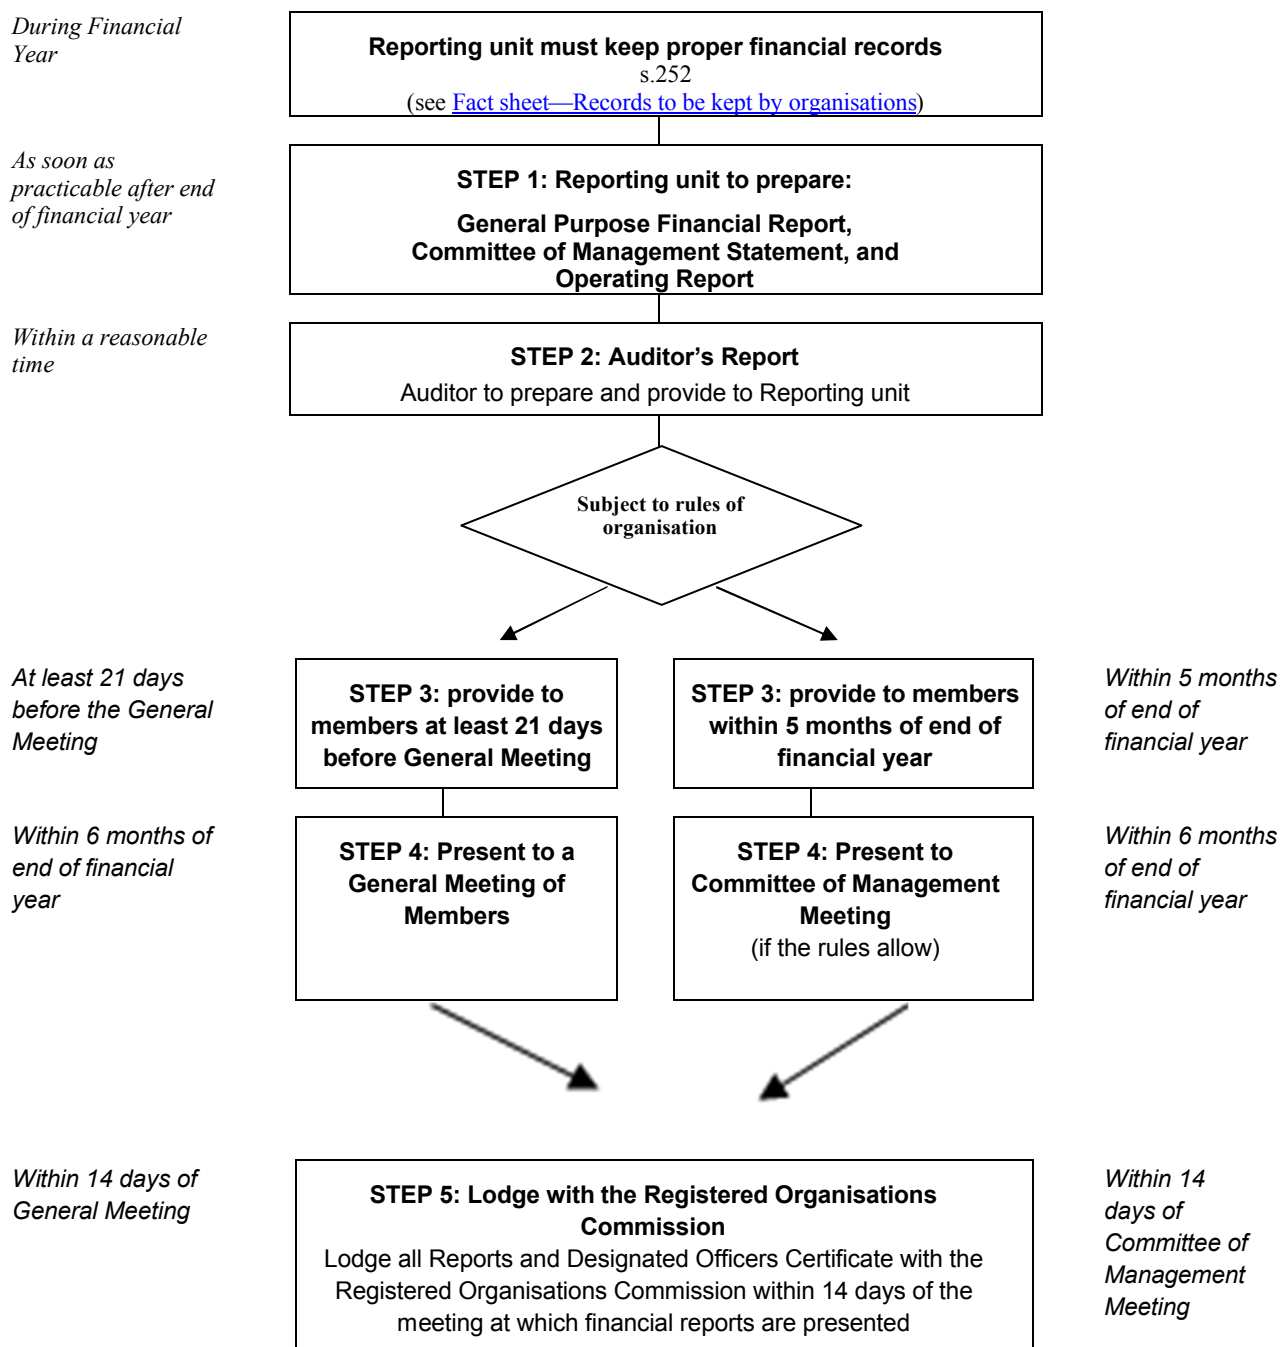 During Financial
Year
Reporting unit must keep proper financial records
s.252
(see Fact sheet—Records to be kept by organisations)
As soon as
practicable after end
of financial year
STEP 1: Reporting unit to prepare:
General Purpose Financial Report,
Committee of Management Statement, and
Operating Report
Within a reasonable
time
STEP 2: Auditor’s Report
Auditor to prepare and provide to Reporting unit
Subject to rules of
organisation
At least 21 days
before the General
Meeting
STEP 3: provide to
members at least 21 days
before General Meeting
STEP 3: provide to members
within 5 months of end of
financial year
Within 5 months
of end of
financial year
Within 6 months of
end of financial
year
STEP 4: Present to a
General Meeting of
Members
STEP 4: Present to
Committee of Management
Meeting
(if the rules allow)
Within 6 months
of end of
financial year
Within 14 days of
General Meeting
STEP 5: Lodge with the Registered Organisations
Commission
Lodge all Reports and Designated Officers Certificate with the
Registered Organisations Commission within 14 days of the
meeting at which financial reports are presented
Within 14
days of
Committee of
Management
Meeting